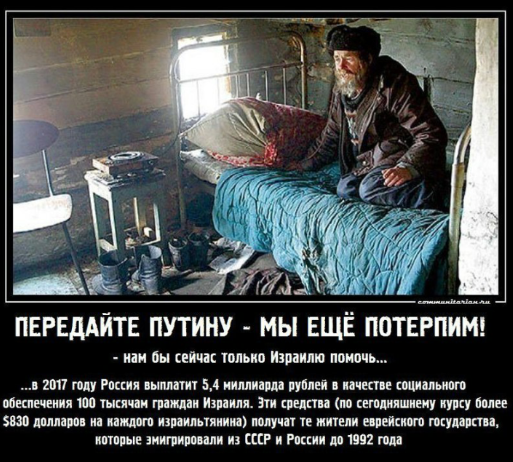 communitarian.ru
ПЕРЕДАЙТЕ ПУТИНУ - МЫ ЕЩЁ ПОТЕРПИМ!
- нам бы сейчас только Израилю помочь...
...в 2017 году Россия выплатит 5,4 миллиарда рублей в качестве социального
обеспечения 100 тысячам граждан Израиля. Эти средства (по сегодняшнему курсу более
$830 долларов на каждого израильтянина) получат те жители еврейского государства,
которые эмигрировали из СССР и России до 1992 года